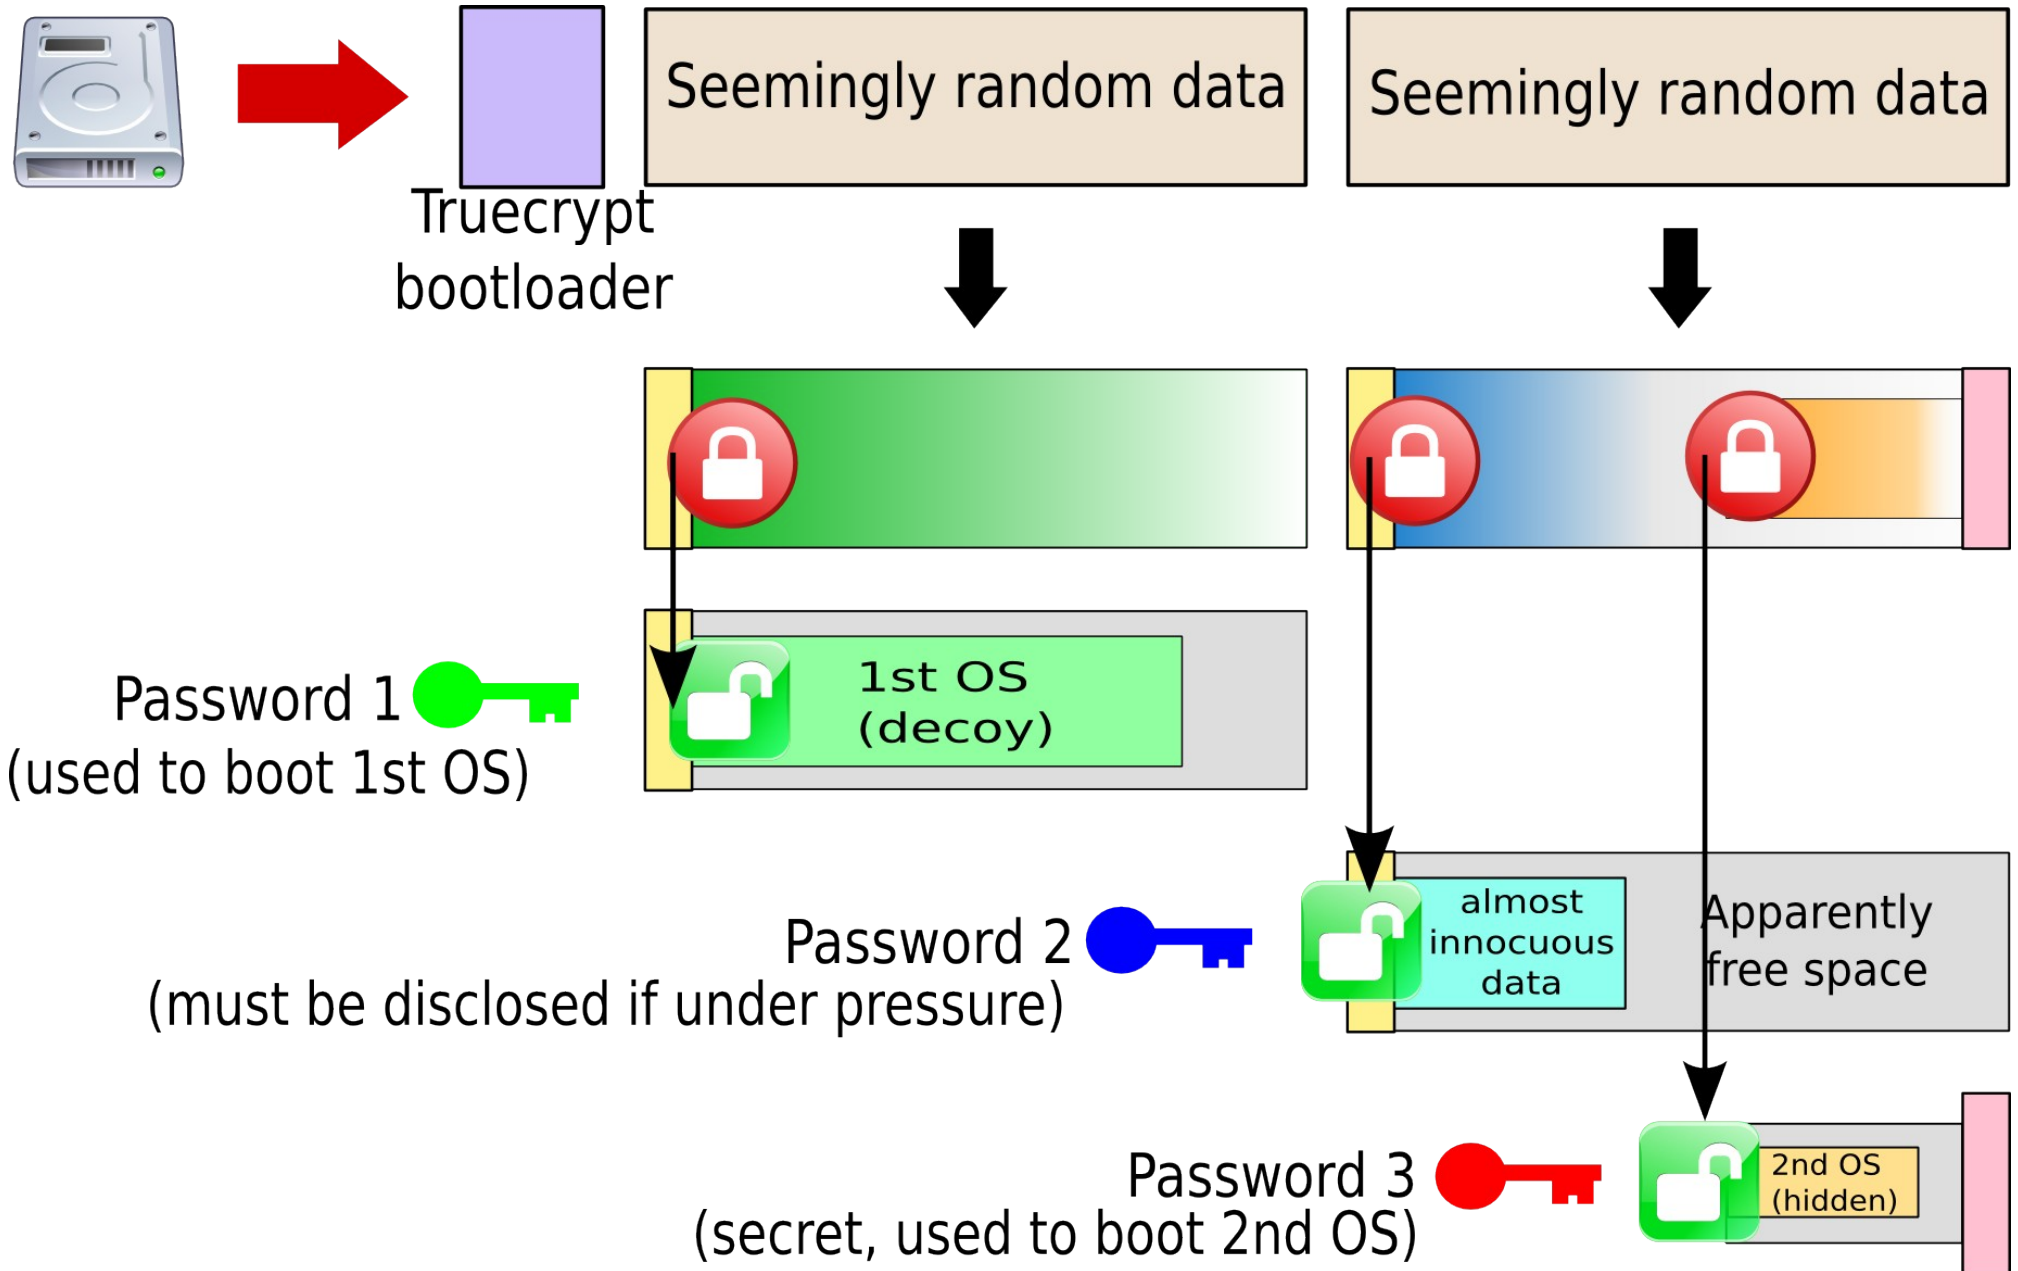 Seemingly random data
Seemingly random data
Truecrypt
bootloader
Password 1
(used to boot 1st OS)
1st OS
(decoy)
Password 2
(must be disclosed if under pressure)
almost
innocuous
data
Apparently
free space
Password 3
(secret, used to boot 2nd OS)
2nd OS
(hidden)